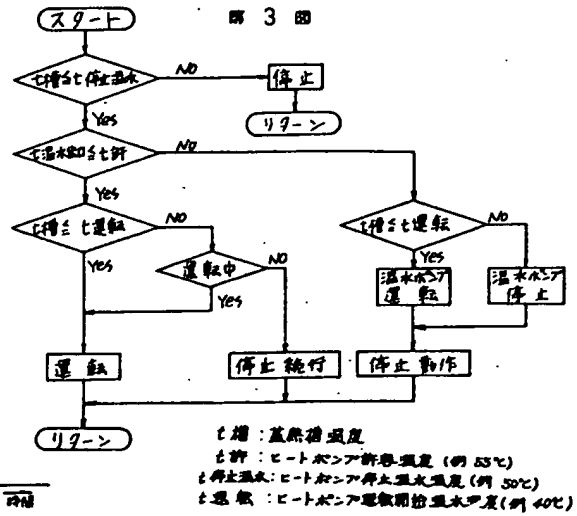 第 3 図
スタート
t槽≦t停止温水
NO
停止
リターン
Yes
t温水出口≦t許
NO
Yes
t槽≦t運転
NO
Yes
運転中
NO
Yes
t槽≦t運転
NO
Yes
温水ポンプ
運転
温水ポンプ
停止
運転
停止続行
停止動作
リターン
t槽:蓄熱槽温度
t許:ヒートポンプ許容温度(例 55℃)
t停止温水:ヒートポンプ停止温水温度(例 50℃)
t運転:ヒートポンプ運転開始温水温度(例 40℃)